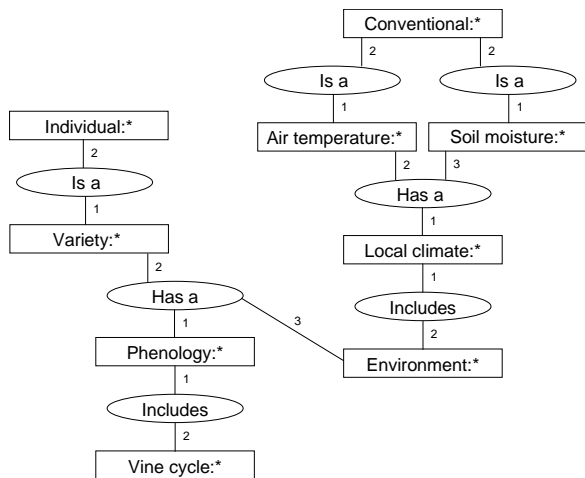 Conventional:*
2
2
Is a
Is a
1
1
Individual:*
Air temperature:*
Soil moisture:*
2
2
3
Is a
Has a
1
1
Variety:*
Local climate:*
2
1
Has a
Includes
1
3
2
Phenology:*
Environment:*
1
Includes
2
Vine cycle:*